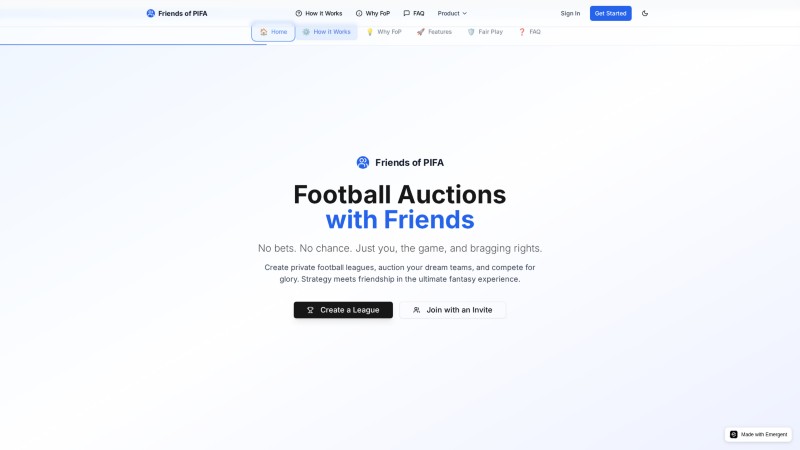 Friends of PIFA
How it Works
Why FoP
FAQ
Product
Sign In
Get Started
🏠 Home
⚙️ How it Works
💡 Why FoP
🚀 Features
🛡️ Fair Play
❓ FAQ
Friends of PIFA
Football Auctions
with Friends
No bets. No chance. Just you, the game, and bragging rights.
Create private football leagues, auction your dream teams, and compete for
glory. Strategy meets friendship in the ultimate fantasy experience.
Create a League
Join with an Invite
Made with Emergent